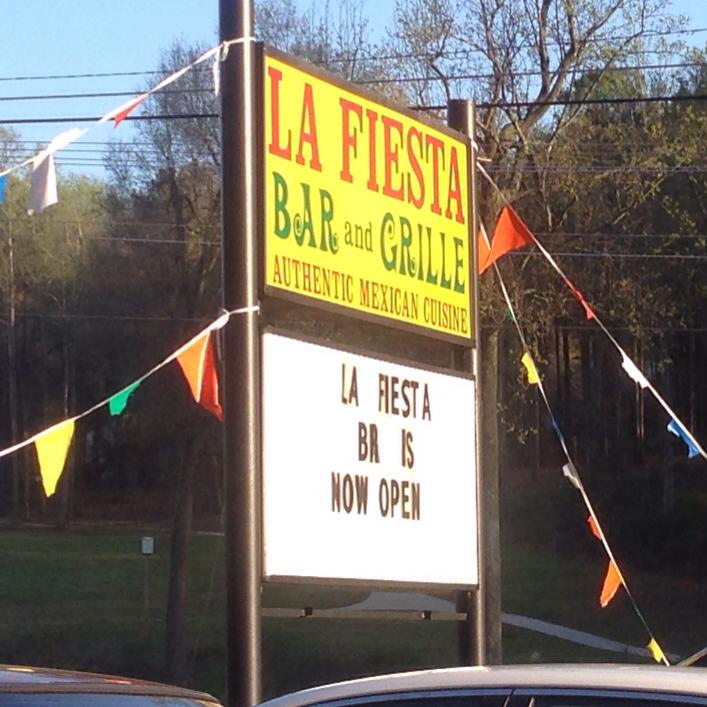 LA FIESTA
BAR and GRILLE
AUTHENTIC MEXICAN CUISINE
LA FIESTA
BR IS
NOW OPEN